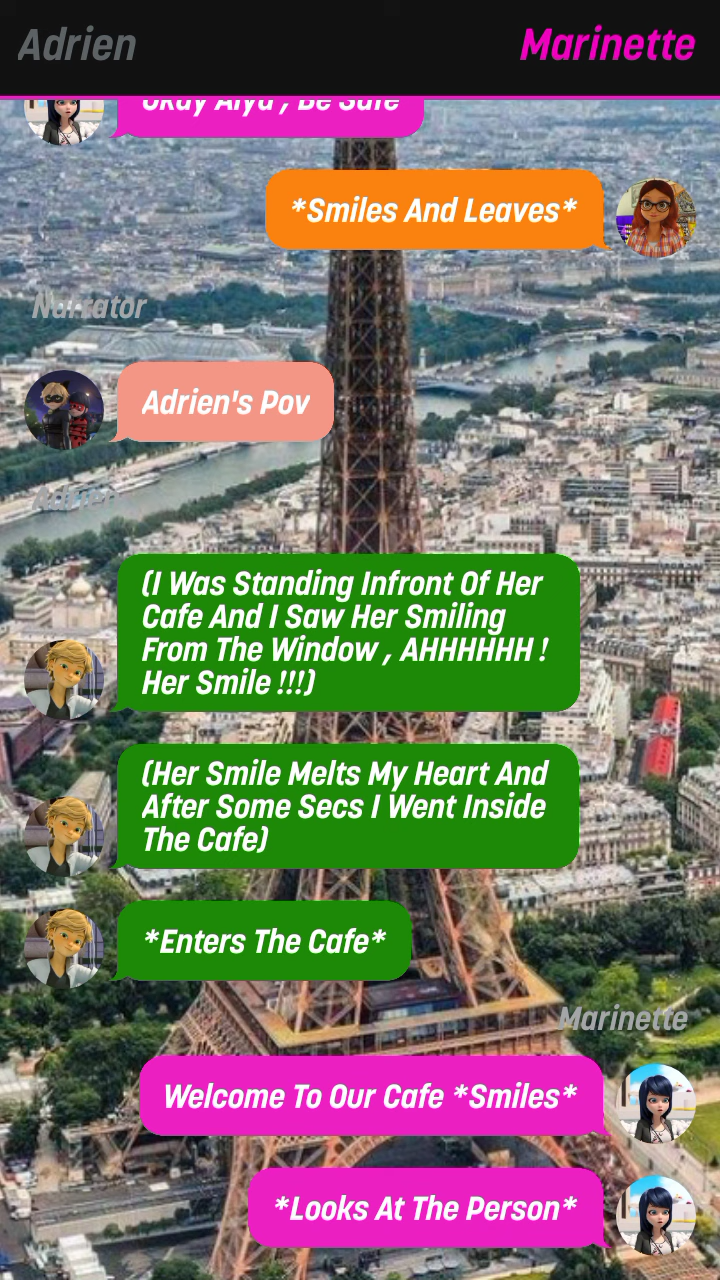 Adrien
Marinette
Okay Alya , Be Safe
*Smiles And Leaves*
Narrator
Adrien's Pov
Adrien
(I Was Standing Infront Of Her
Cafe And I Saw Her Smiling
From The Window , AHHHHHH !
Her Smile !!!)
(Her Smile Melts My Heart And
After Some Secs I Went Inside
The Cafe)
*Enters The Cafe*
Marinette
Welcome To Our Cafe *Smiles*
*Looks At The Person*